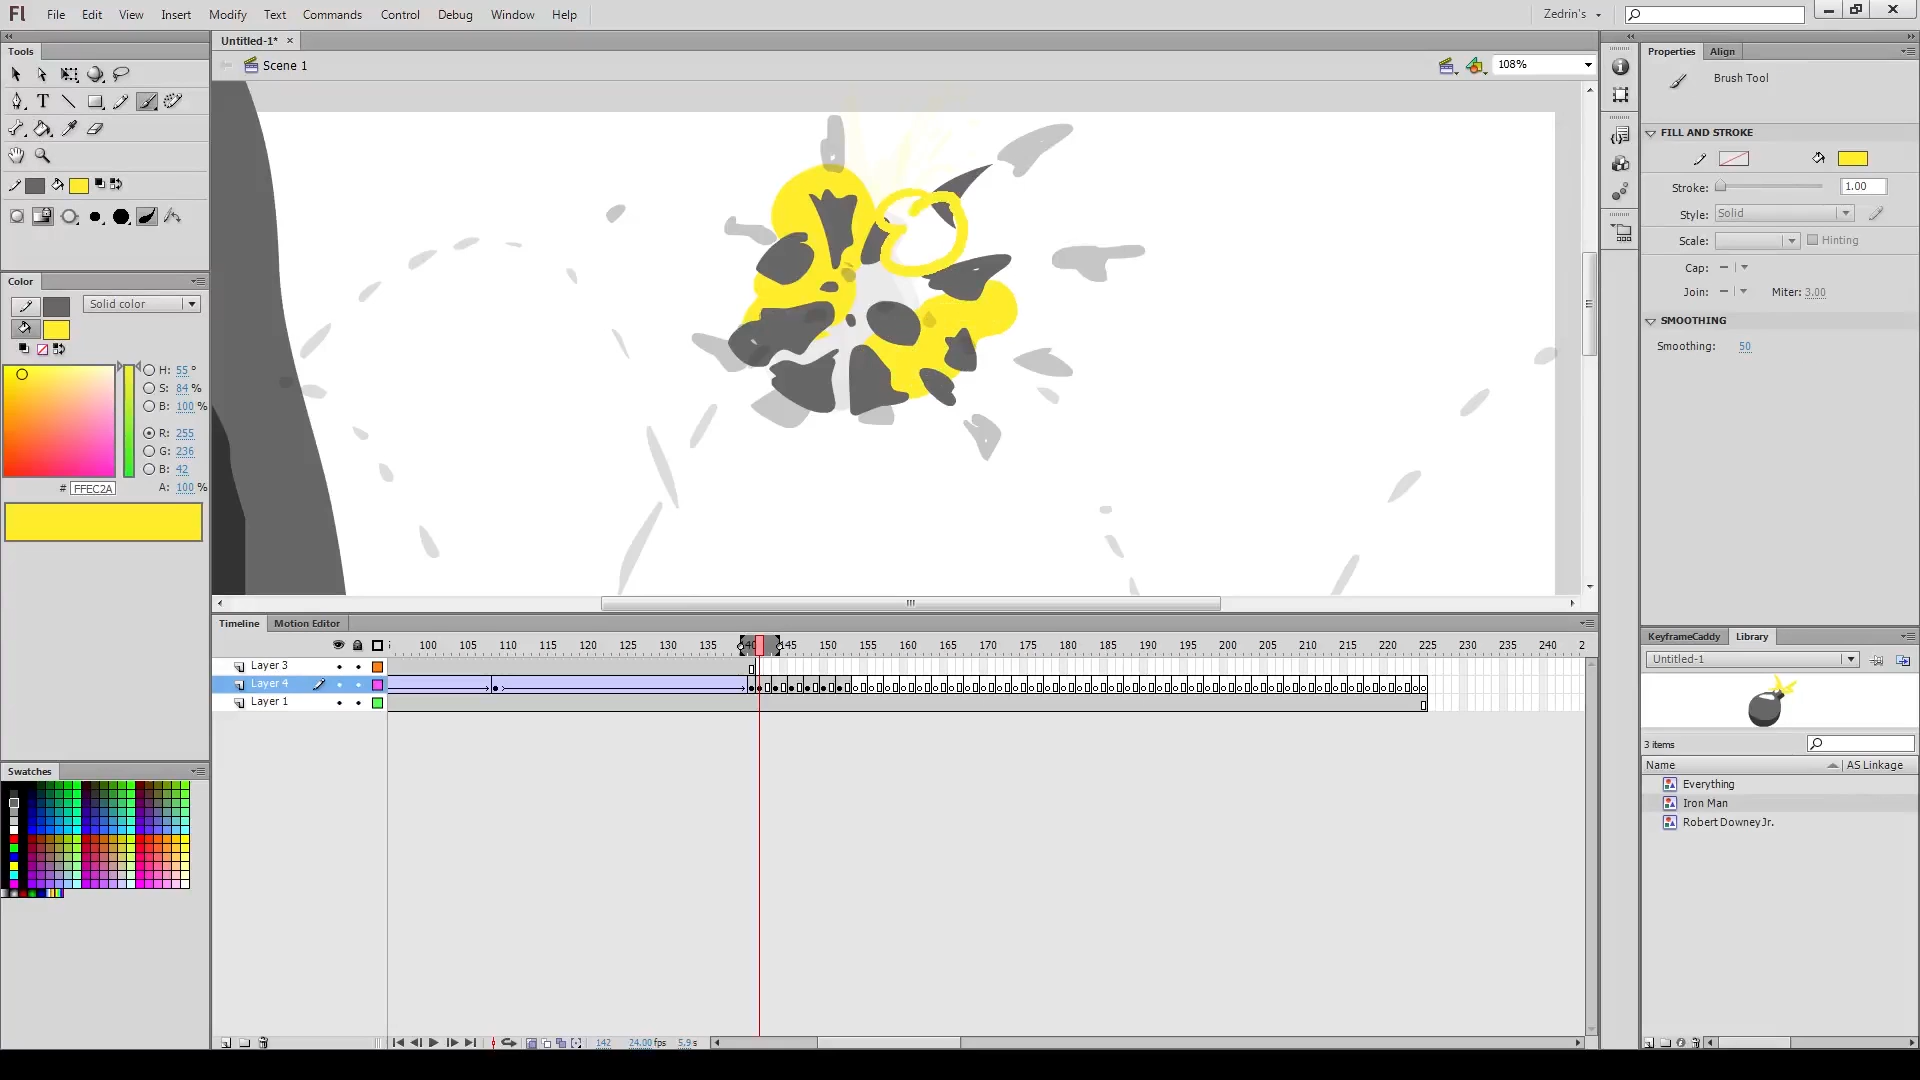 Fl File Edit View Insert Modify Text Commands Control Debug Window Help Zedrin's
Tools
Untitled-1*
Scene 1
108%
Properties Align
Brush Tool
FILL AND STROKE
Stroke: 1.00
Style: Solid
Scale: Hinting
Cap:
Join: Miter: 3.00
SMOOTHING
Smoothing: 50
Color
Solid color
H: 55 °
S: 84 %
B: 100 %
R: 255
G: 236
B: 42
# FFEC2A A: 100 %
Swatches
Timeline Motion Editor
100 105 110 115 120 125 130 135 145 150 155 160 165 170 175 180 185 190 195 200 205 210 215 220 225 230 235 240 2
Layer 3
Layer 4
Layer 1
142 24.00 fps 5.9 s
KeyframeCaddy Library
Untitled-1
3 items
Name AS Linkage
Everything
Iron Man
Robert Downey Jr.